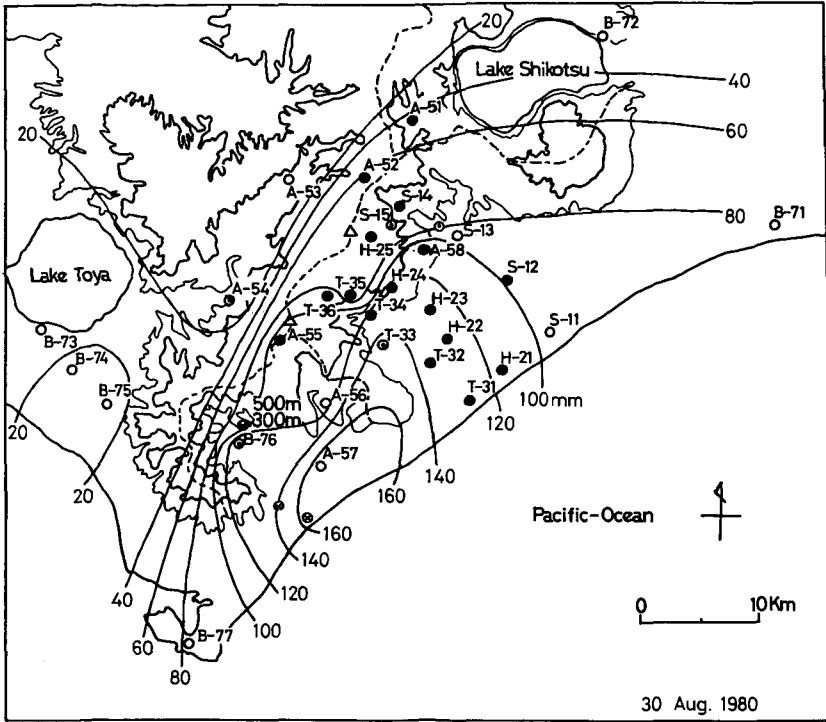 20
B-72
Lake Shikotsu
40
A-51
60
20
A-52
A-53
S-14
S-15
S-13
80
B-71
H-25
A-58
Lake Toya
A-54
T-35
H-24
S-12
T-36
T-34
H-23
B-73
A-55
T-33
H-22
S-11
B-74
T-32
H-21
B-75
500m
A-56
T-31
100 mm
300m
120
20
B-76
140
A-57
160
20
Pacific-Ocean
160
140
40
120
0 10Km
60
100
B-77
80
30 Aug. 1980